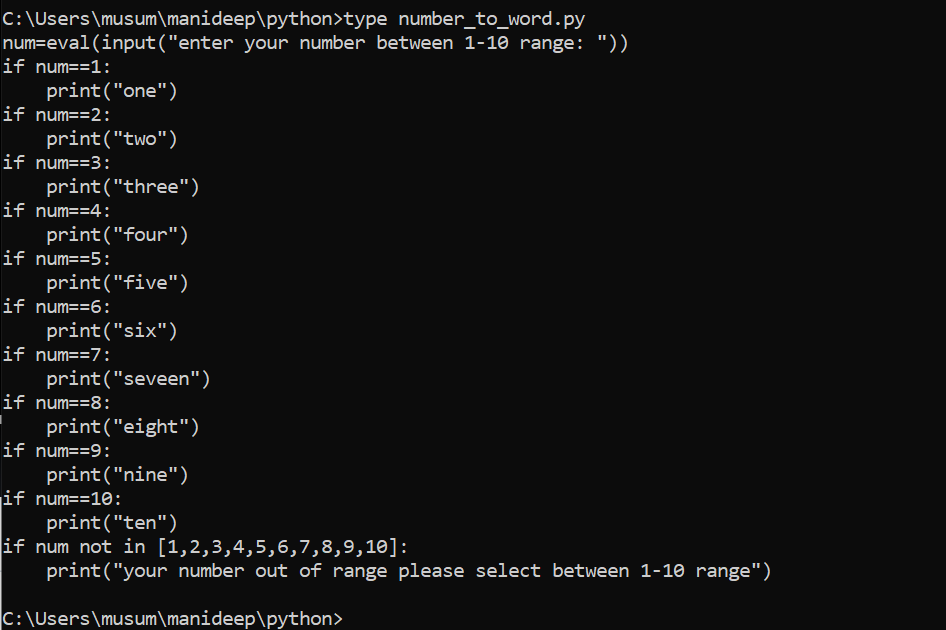 C:\Users\musum\manideep\python>type number_to_word.py
num=eval(input("enter your number between 1-10 range: "))
if num==1:
    print("one")
if num==2:
    print("two")
if num==3:
    print("three")
if num==4:
    print("four")
if num==5:
    print("five")
if num==6:
    print("six")
if num==7:
    print("seveen")
if num==8:
    print("eight")
if num==9:
    print("nine")
if num==10:
    print("ten")
if num not in [1,2,3,4,5,6,7,8,9,10]:
    print("your number out of range please select between 1-10 range")
C:\Users\musum\manideep\python>